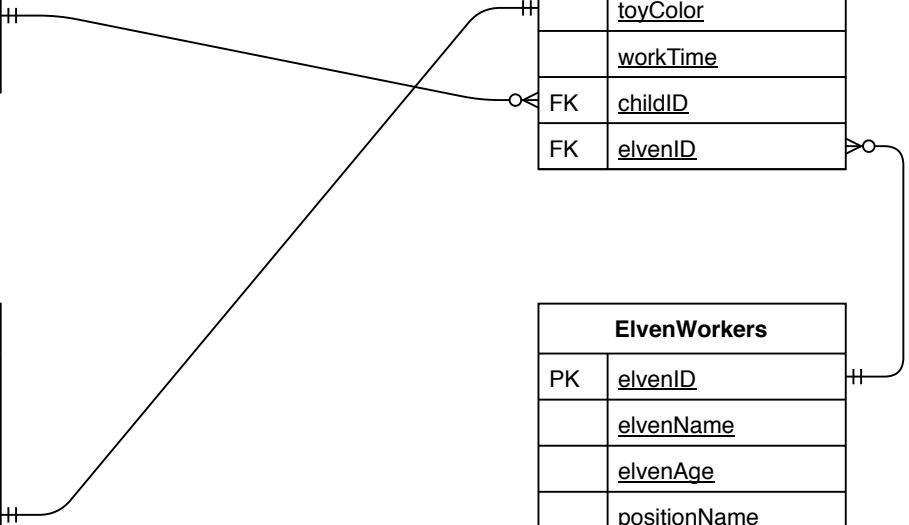 toyColor
workTime
FK childID
FK elvenID
ElvenWorkers
PK elvenID
elvenName
elvenAge
positionName